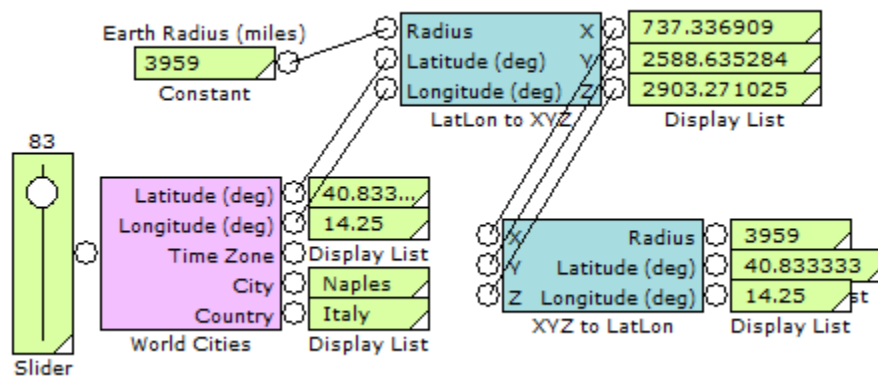 Earth Radius (miles)
3959
Constant
Radius X
Latitude (deg) Y
Longitude (deg) Z
LatLon to XYZ
737.336909
2588.635284
2903.271025
Display List
83
Slider
Latitude (deg)
Longitude (deg)
Time Zone
City
Country
World Cities
40.833...
14.25
Display List
Naples
Italy
Display List
X Radius
Y Latitude (deg)
Z Longitude (deg)
XYZ to LatLon
3959
40.833333
14.25
st
Display List